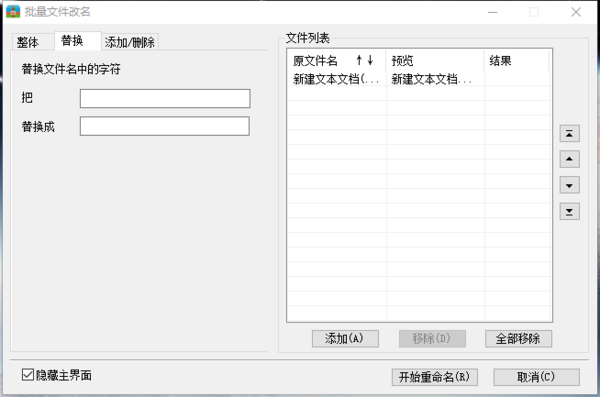 批量文件改名
整体 替换 添加/删除
替换文件名中的字符
把
替换成
文件列表
原文件名 ↑↓ 预览 结果
新建文本文档(... 新建文本文档...
添加(A) 移除(D) 全部移除
隐藏主界面
开始重命名(R) 取消(C)